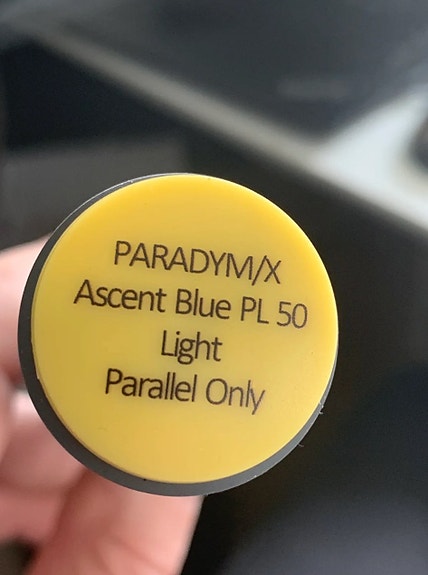 PARADYM/X
Ascent Blue PL 50
Light
Parallel Only